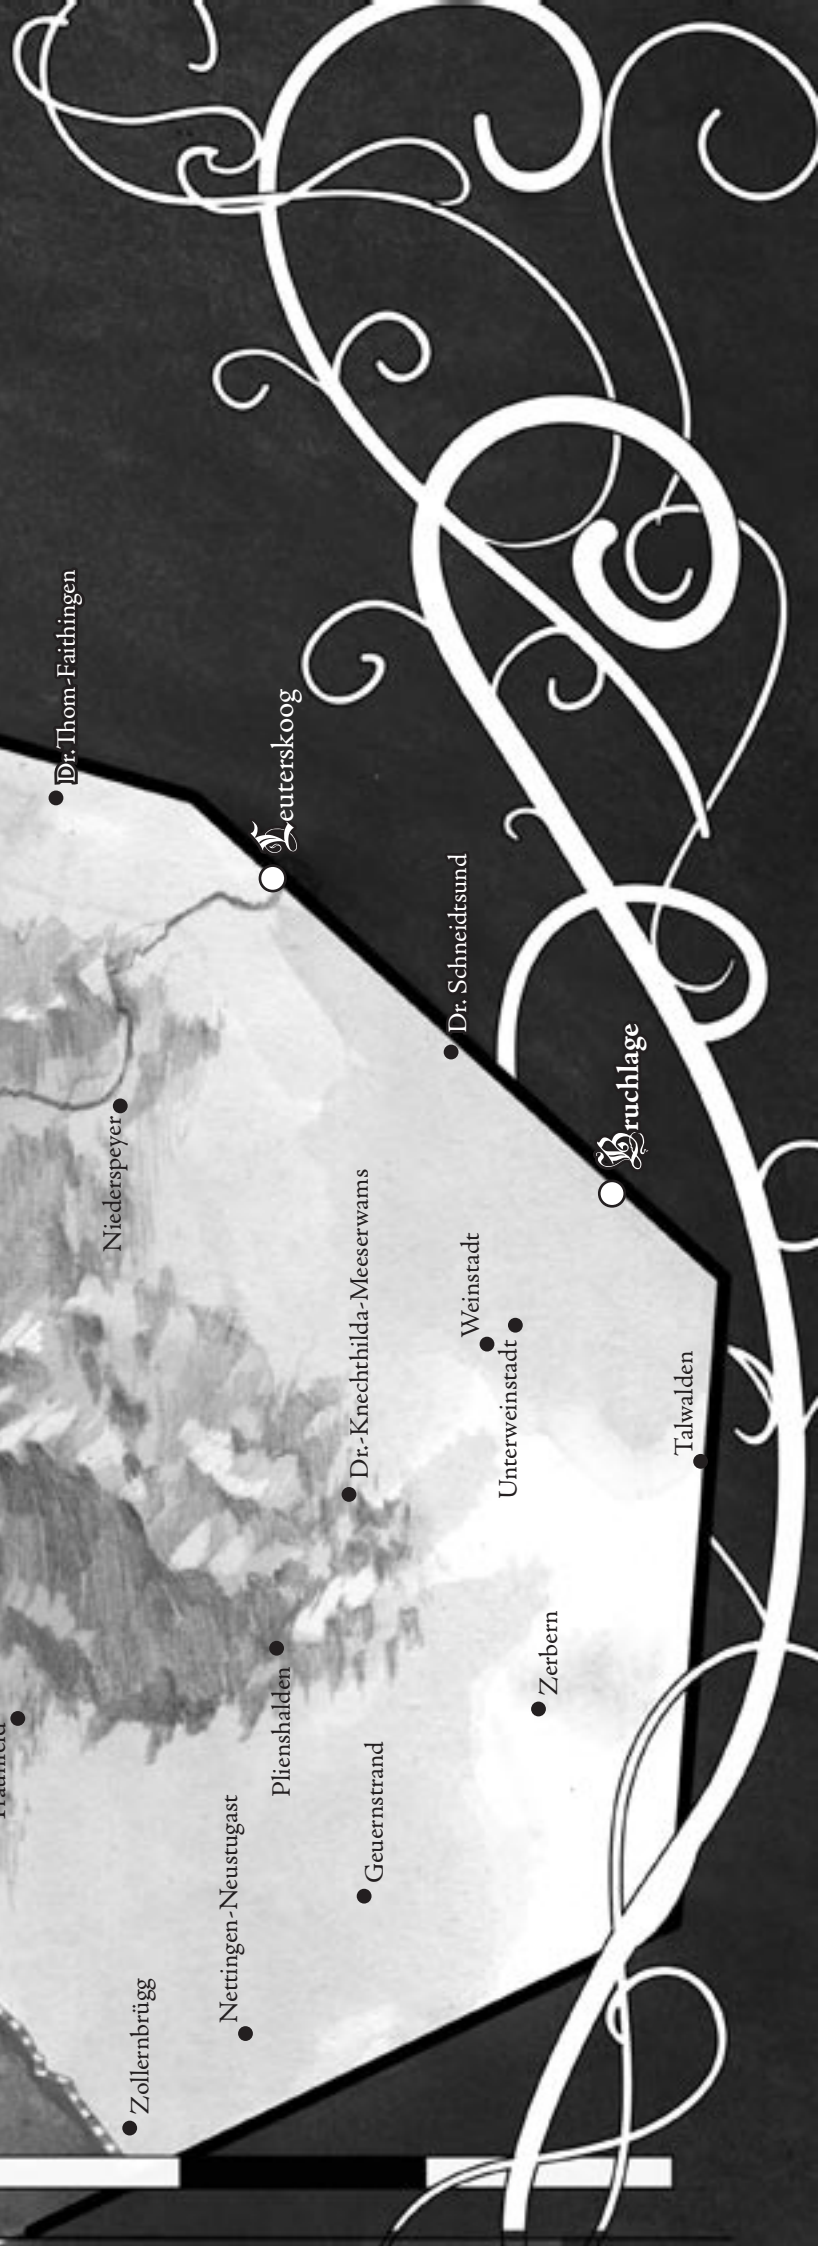 Dr. Thom-Faithingen
Leuterskoog
Dr. Schneidtsund
Bruchlage
Niederspeyer
Dr.-Knechthilda-Meeserwams
Weinstadt
Unterweinstadt
Talwalden
Zerbern
Plienshalden
Geuernstrand
Nettingen-Neustugast
Zollernbrügg